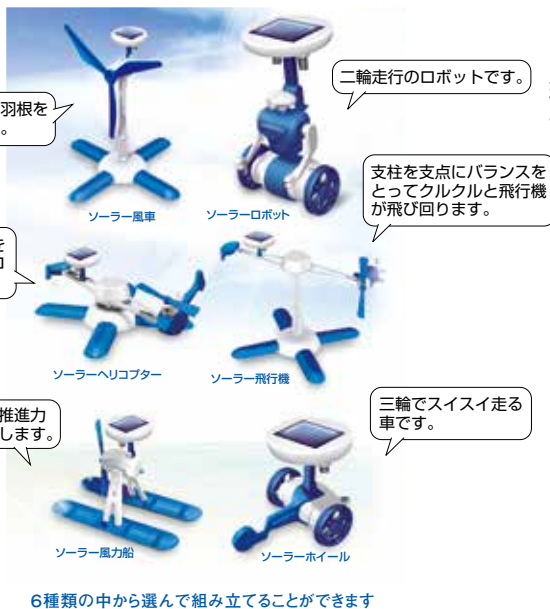 羽根を
。
二輪走行のロボットです。
ソーラー風車
ソーラーロボット
支柱を支点にバランスを
とってクルクルと飛行機
が飛び回ります。
を
ロ
ソーラーヘリコプター
ソーラー飛行機
推進力
します。
三輪でスイスイ走る
車です。
ソーラー風力船
ソーラーホイール
6種類の中から選んで組み立てることができます